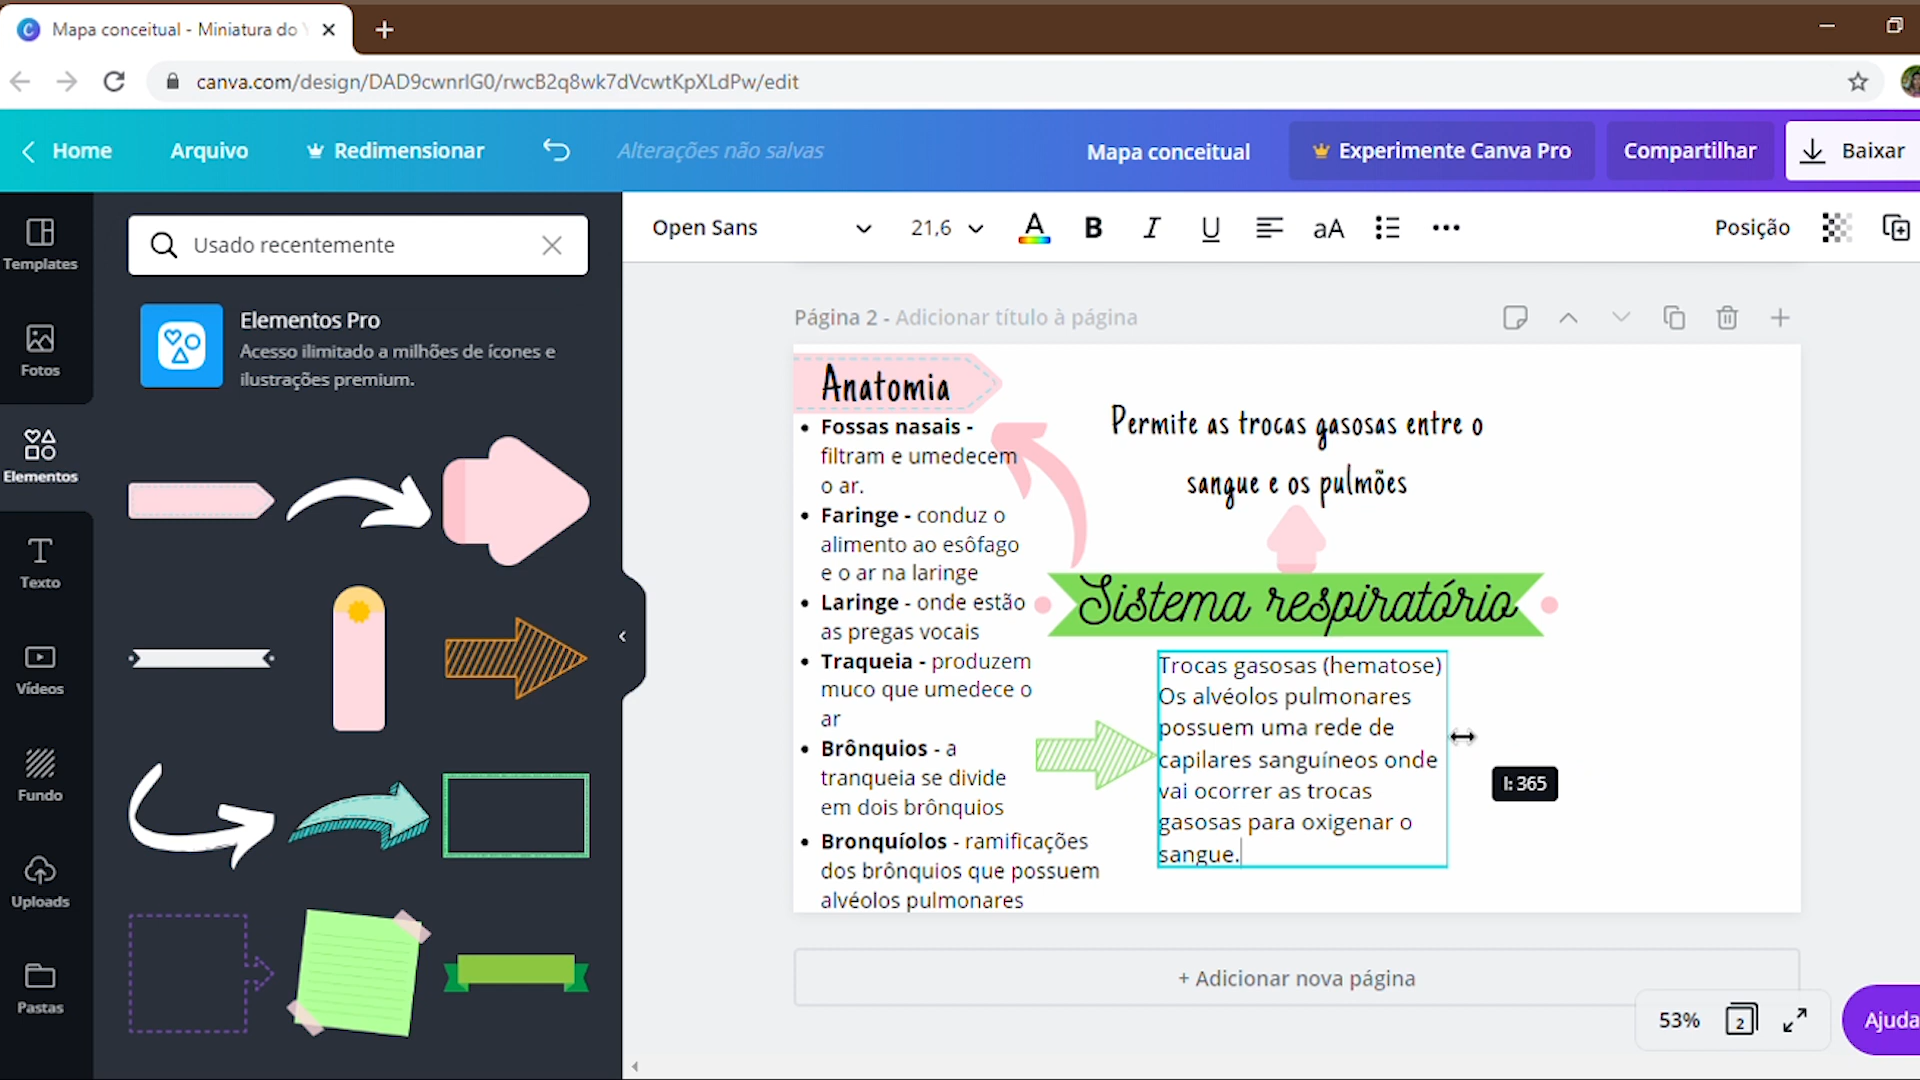 Mapa conceitual - Miniatura do Y
canva.com/design/DAD9cwnrlG0/rwcB2q8wk7dVcwtKpXLdPw/edit
Home
Arquivo
Redimensionar
Alterações não salvas
Mapa conceitual
Experimente Canva Pro
Compartilhar
Baixar
Templates
Fotos
Elementos
Texto
Vídeos
Fundo
Uploads
Pastas
Usado recentemente
Elementos Pro
Acesso ilimitado a milhões de ícones e
ilustrações premium.
Open Sans
21,6
A
B
I
U
aA
Posição
Página 2 - Adicionar título à página
Anatomia
Fossas nasais -
filtram e umedecem
o ar.
Faringe - conduz o
alimento ao esôfago
e o ar na laringe
Laringe - onde estão
as pregas vocais
Traqueia - produzem
muco que umedece o
ar
Brônquios - a
tranqueia se divide
em dois brônquios
Bronquíolos - ramificações
dos brônquios que possuem
alvéolos pulmonares
Permite as trocas gasosas entre o
sangue e os pulmões
Sistema respiratório
Trocas gasosas (hematose)
Os alvéolos pulmonares
possuem uma rede de
capilares sanguíneos onde
vai ocorrer as trocas
gasosas para oxigenar o
sangue.
l: 365
+ Adicionar nova página
53%
2
Ajuda